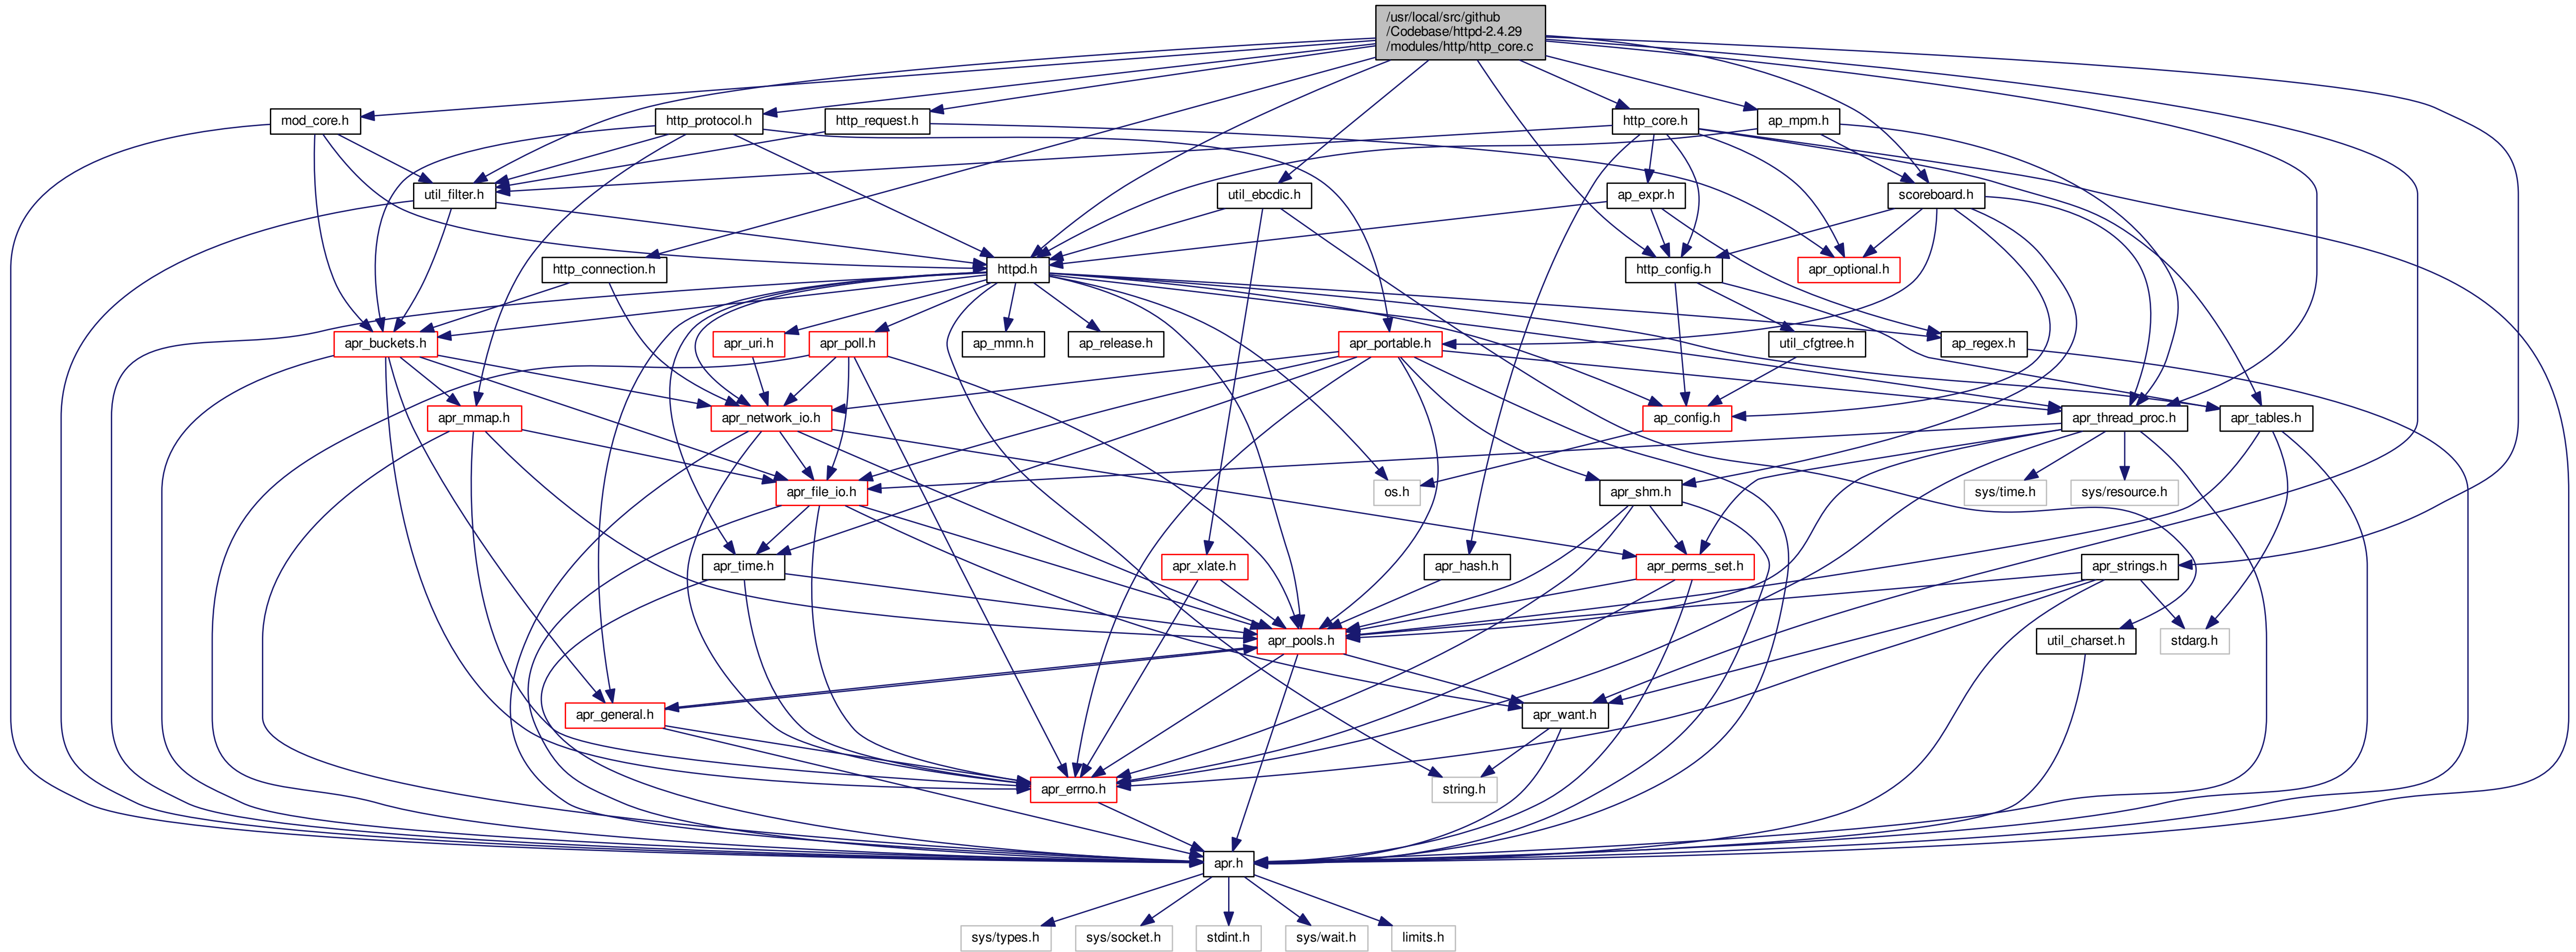 /usr/local/src/github
/Codebase/httpd-2.4.29
/modules/http/http_core.c
mod_core.h
http_protocol.h
http_request.h
http_core.h
ap_mpm.h
util_filter.h
util_ebcdic.h
ap_expr.h
scoreboard.h
http_connection.h
httpd.h
http_config.h
apr_optional.h
apr_buckets.h
apr_uri.h
apr_poll.h
ap_mmn.h
ap_release.h
apr_portable.h
util_cfgtree.h
ap_regex.h
apr_mmap.h
apr_network_io.h
ap_config.h
apr_thread_proc.h
apr_tables.h
apr_file_io.h
os.h
apr_shm.h
sys/time.h
sys/resource.h
apr_time.h
apr_xlate.h
apr_hash.h
apr_perms_set.h
apr_strings.h
apr_pools.h
util_charset.h
stdarg.h
apr_general.h
apr_want.h
apr_errno.h
string.h
apr.h
sys/types.h
sys/socket.h
stdint.h
sys/wait.h
limits.h